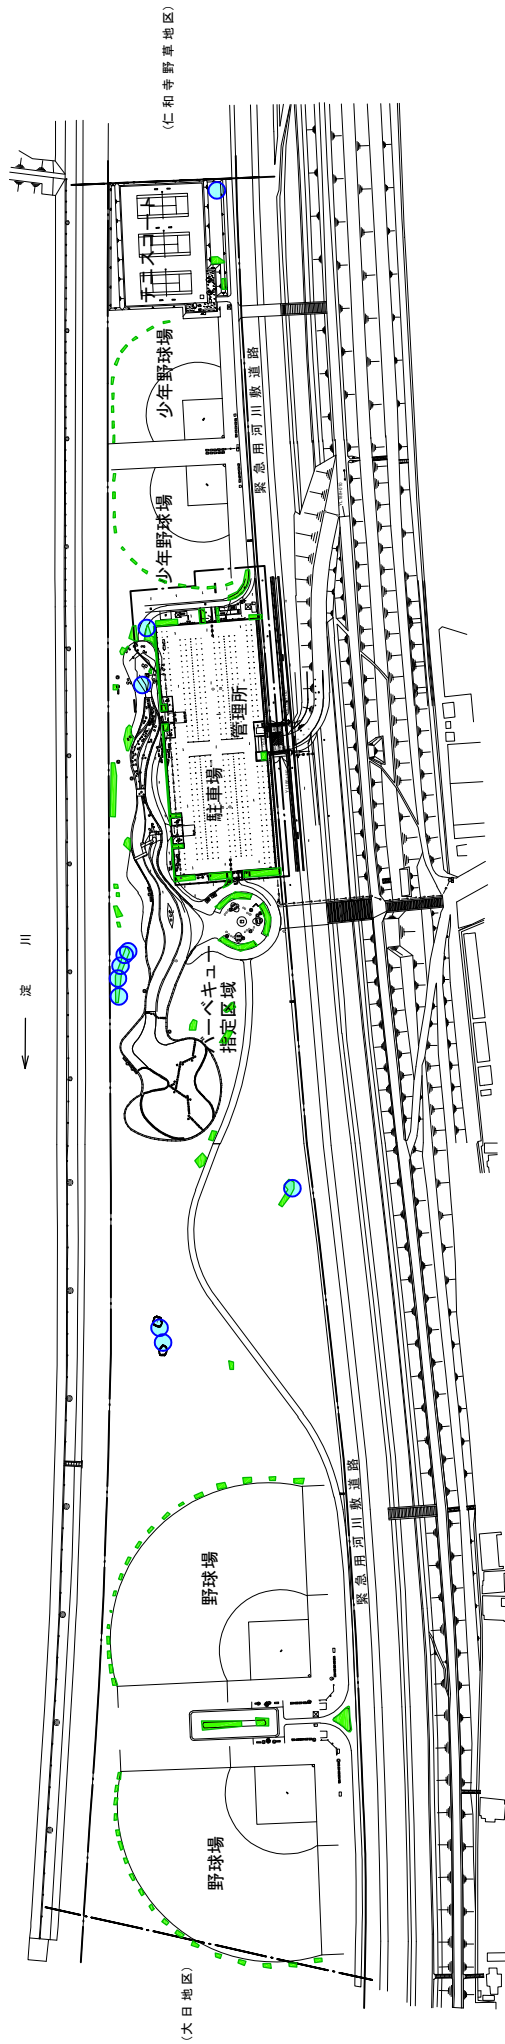 (仁和寺野草地区)
テニスコート
少年野球場
緊急用河川敷道路
少年野球場
管理所
駐車場
淀川
バーベキュー
指定区域
緊急用河川敷道路
野球場
野球場
(大日地区)